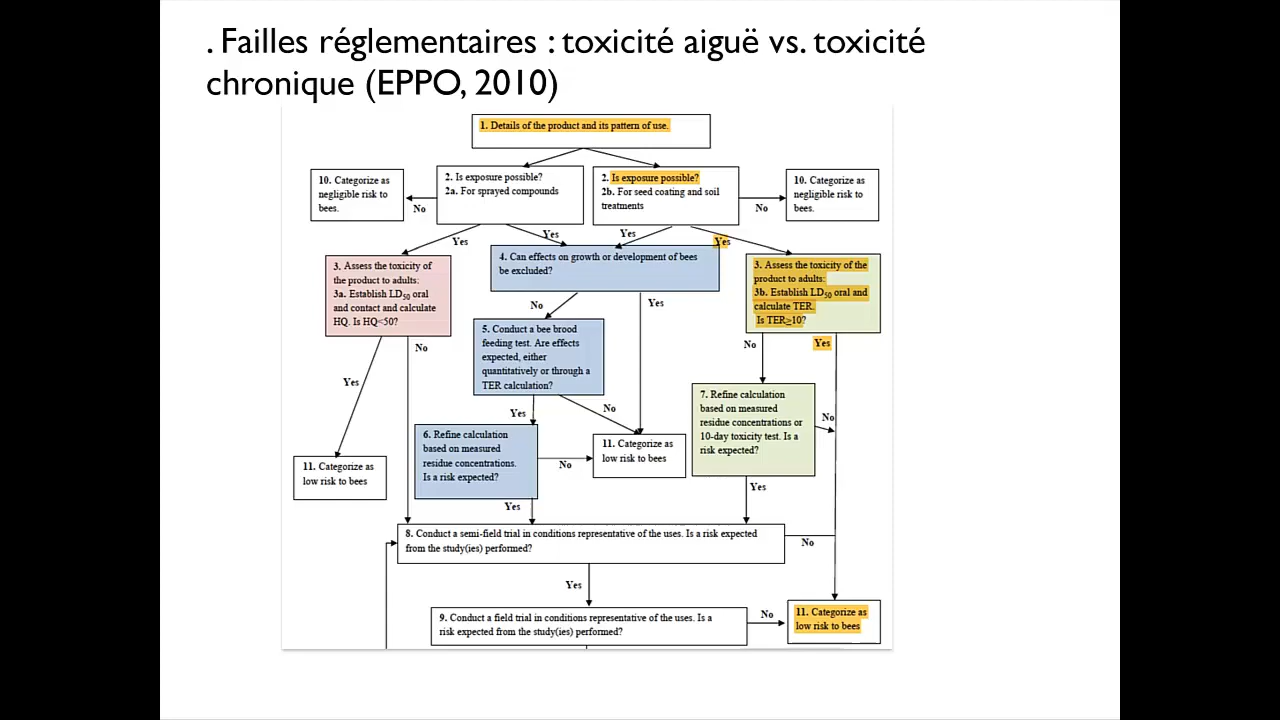 . Failles réglementaires : toxicité aiguë vs. toxicité
chronique (EPPO, 2010)
1. Details of the product and its pattern of use.
10. Categorize as
negligible risk to
bees.
No
2. Is exposure possible?
2a. For sprayed compounds
2. Is exposure possible?
2b. For seed coating and soil
treatments
No
10. Categorize as
negligible risk to
bees.
Yes
Yes
Yes
Yes
3. Assess the toxicity of
the product to adults:
3a. Establish LD50 oral
and contact and calculate
HQ. Is HQ<50?
4. Can effects on growth or development of bees
be excluded?
3. Assess the toxicity of the
product to adults:
3b. Establish LD50 oral and
calculate TER.
Is TER≥10?
No
Yes
No
Yes
5. Conduct a bee brood
feeding test. Are effects
expected, either
quantitatively or through a
TER calculation?
No
Yes
Yes
Yes
No
7. Refine calculation
based on measured
residue concentrations or
10-day toxicity test. Is a
risk expected?
No
6. Refine calculation
based on measured
residue concentrations.
Is a risk expected?
No
11. Categorize as
low risk to bees
11. Categorize as
low risk to bees
Yes
Yes
8. Conduct a semi-field trial in conditions representative of the uses. Is a risk expected
from the study(ies) performed?
No
Yes
9. Conduct a field trial in conditions representative of the uses. Is a
risk expected from the study(ies) performed?
No
11. Categorize as
low risk to bees